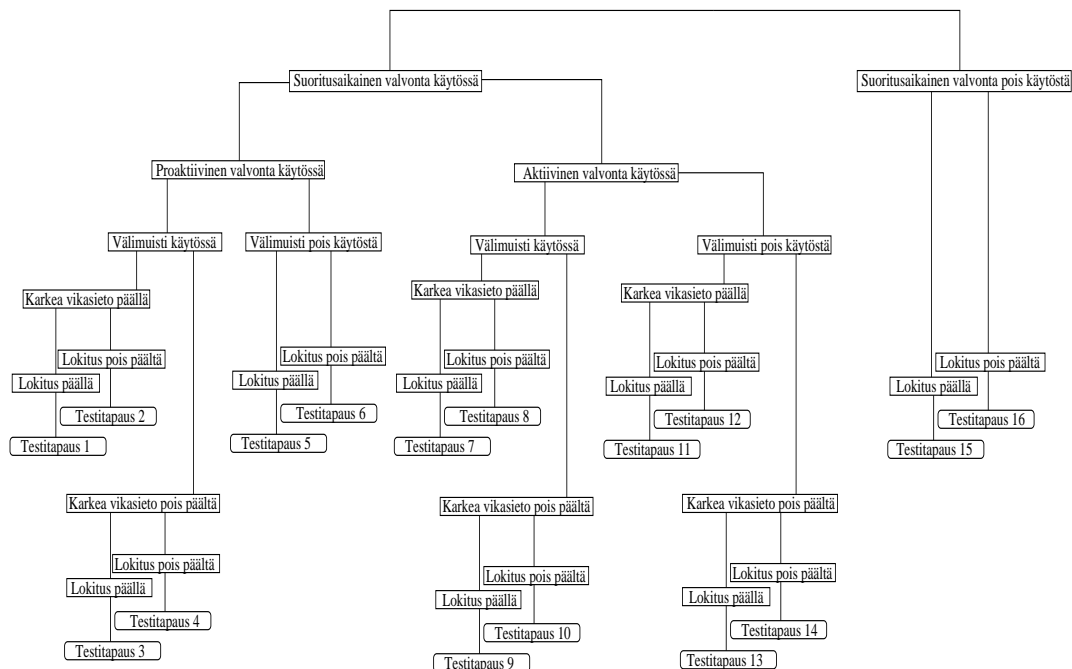 Suoritusaikainen valvonta käytössä
Suoritusaikainen valvonta pois käytöstä
Proaktiivinen valvonta käytössä
Aktiivinen valvonta käytössä
Välimuisti käytössä
Välimuisti pois käytöstä
Välimuisti käytössä
Välimuisti pois käytöstä
Karkea vikasieto päällä
Karkea vikasieto päällä
Karkea vikasieto päällä
Lokitus pois päältä
Lokitus pois päältä
Lokitus pois päältä
Lokitus pois päältä
Lokitus pois päältä
Lokitus päällä
Lokitus päällä
Lokitus päällä
Lokitus päällä
Lokitus päällä
Testitapaus 2
Testitapaus 6
Testitapaus 8
Testitapaus 12
Testitapaus 16
Testitapaus 1
Testitapaus 5
Testitapaus 7
Testitapaus 11
Testitapaus 15
Karkea vikasieto pois päältä
Karkea vikasieto pois päältä
Karkea vikasieto pois päältä
Lokitus pois päältä
Lokitus pois päältä
Lokitus pois päältä
Lokitus päällä
Lokitus päällä
Lokitus päällä
Testitapaus 4
Testitapaus 10
Testitapaus 14
Testitapaus 3
Testitapaus 9
Testitapaus 13